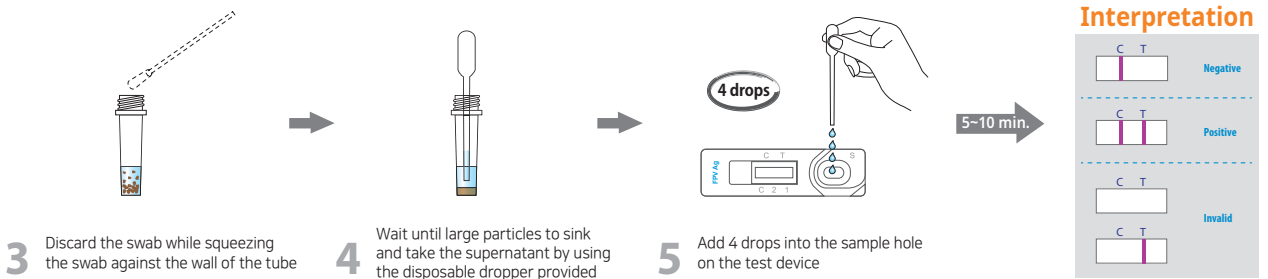 Interpretation
C T
Negative
C T
Positive
C T
Invalid
C T
4 drops
5~10 min.
FPV Ag
C T
S
C 2 1
3 Discard the swab while squeezing
the swab against the wall of the tube
4 Wait until large particles to sink
and take the supernatant by using
the disposable dropper provided
5 Add 4 drops into the sample hole
on the test device